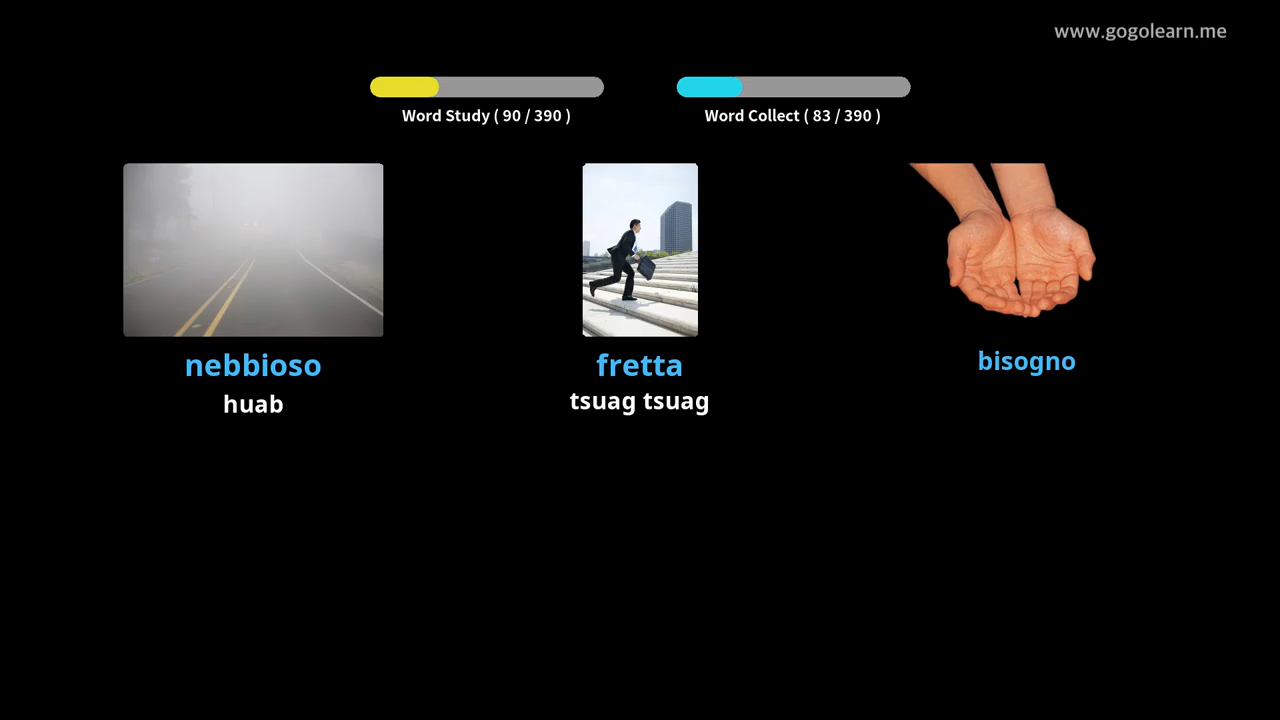 www.gogolearn.me
Word Study ( 90 / 390 )
Word Collect ( 83 / 390 )
nebbioso
huab
fretta
tsuag tsuag
bisogno